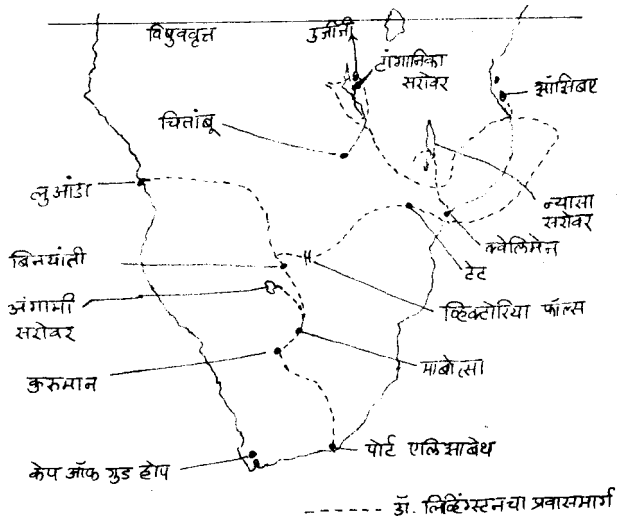 विषुववृत्त
उजीजी
टांगानिका
सरोवर
झांसिबार
चितांबू
लुआंडा
न्यासा
सरोवर
क्वेलिमेन
टेट
बिनयांती
अंगामी
सरोवर
व्हिक्टोरिया फॉल्स
माबोत्सा
कुरुमान
पोर्ट एलिझाबेथ
केप ऑफ गुड होप
डॉ. लिव्हिंग्स्टनचा प्रवासमार्ग